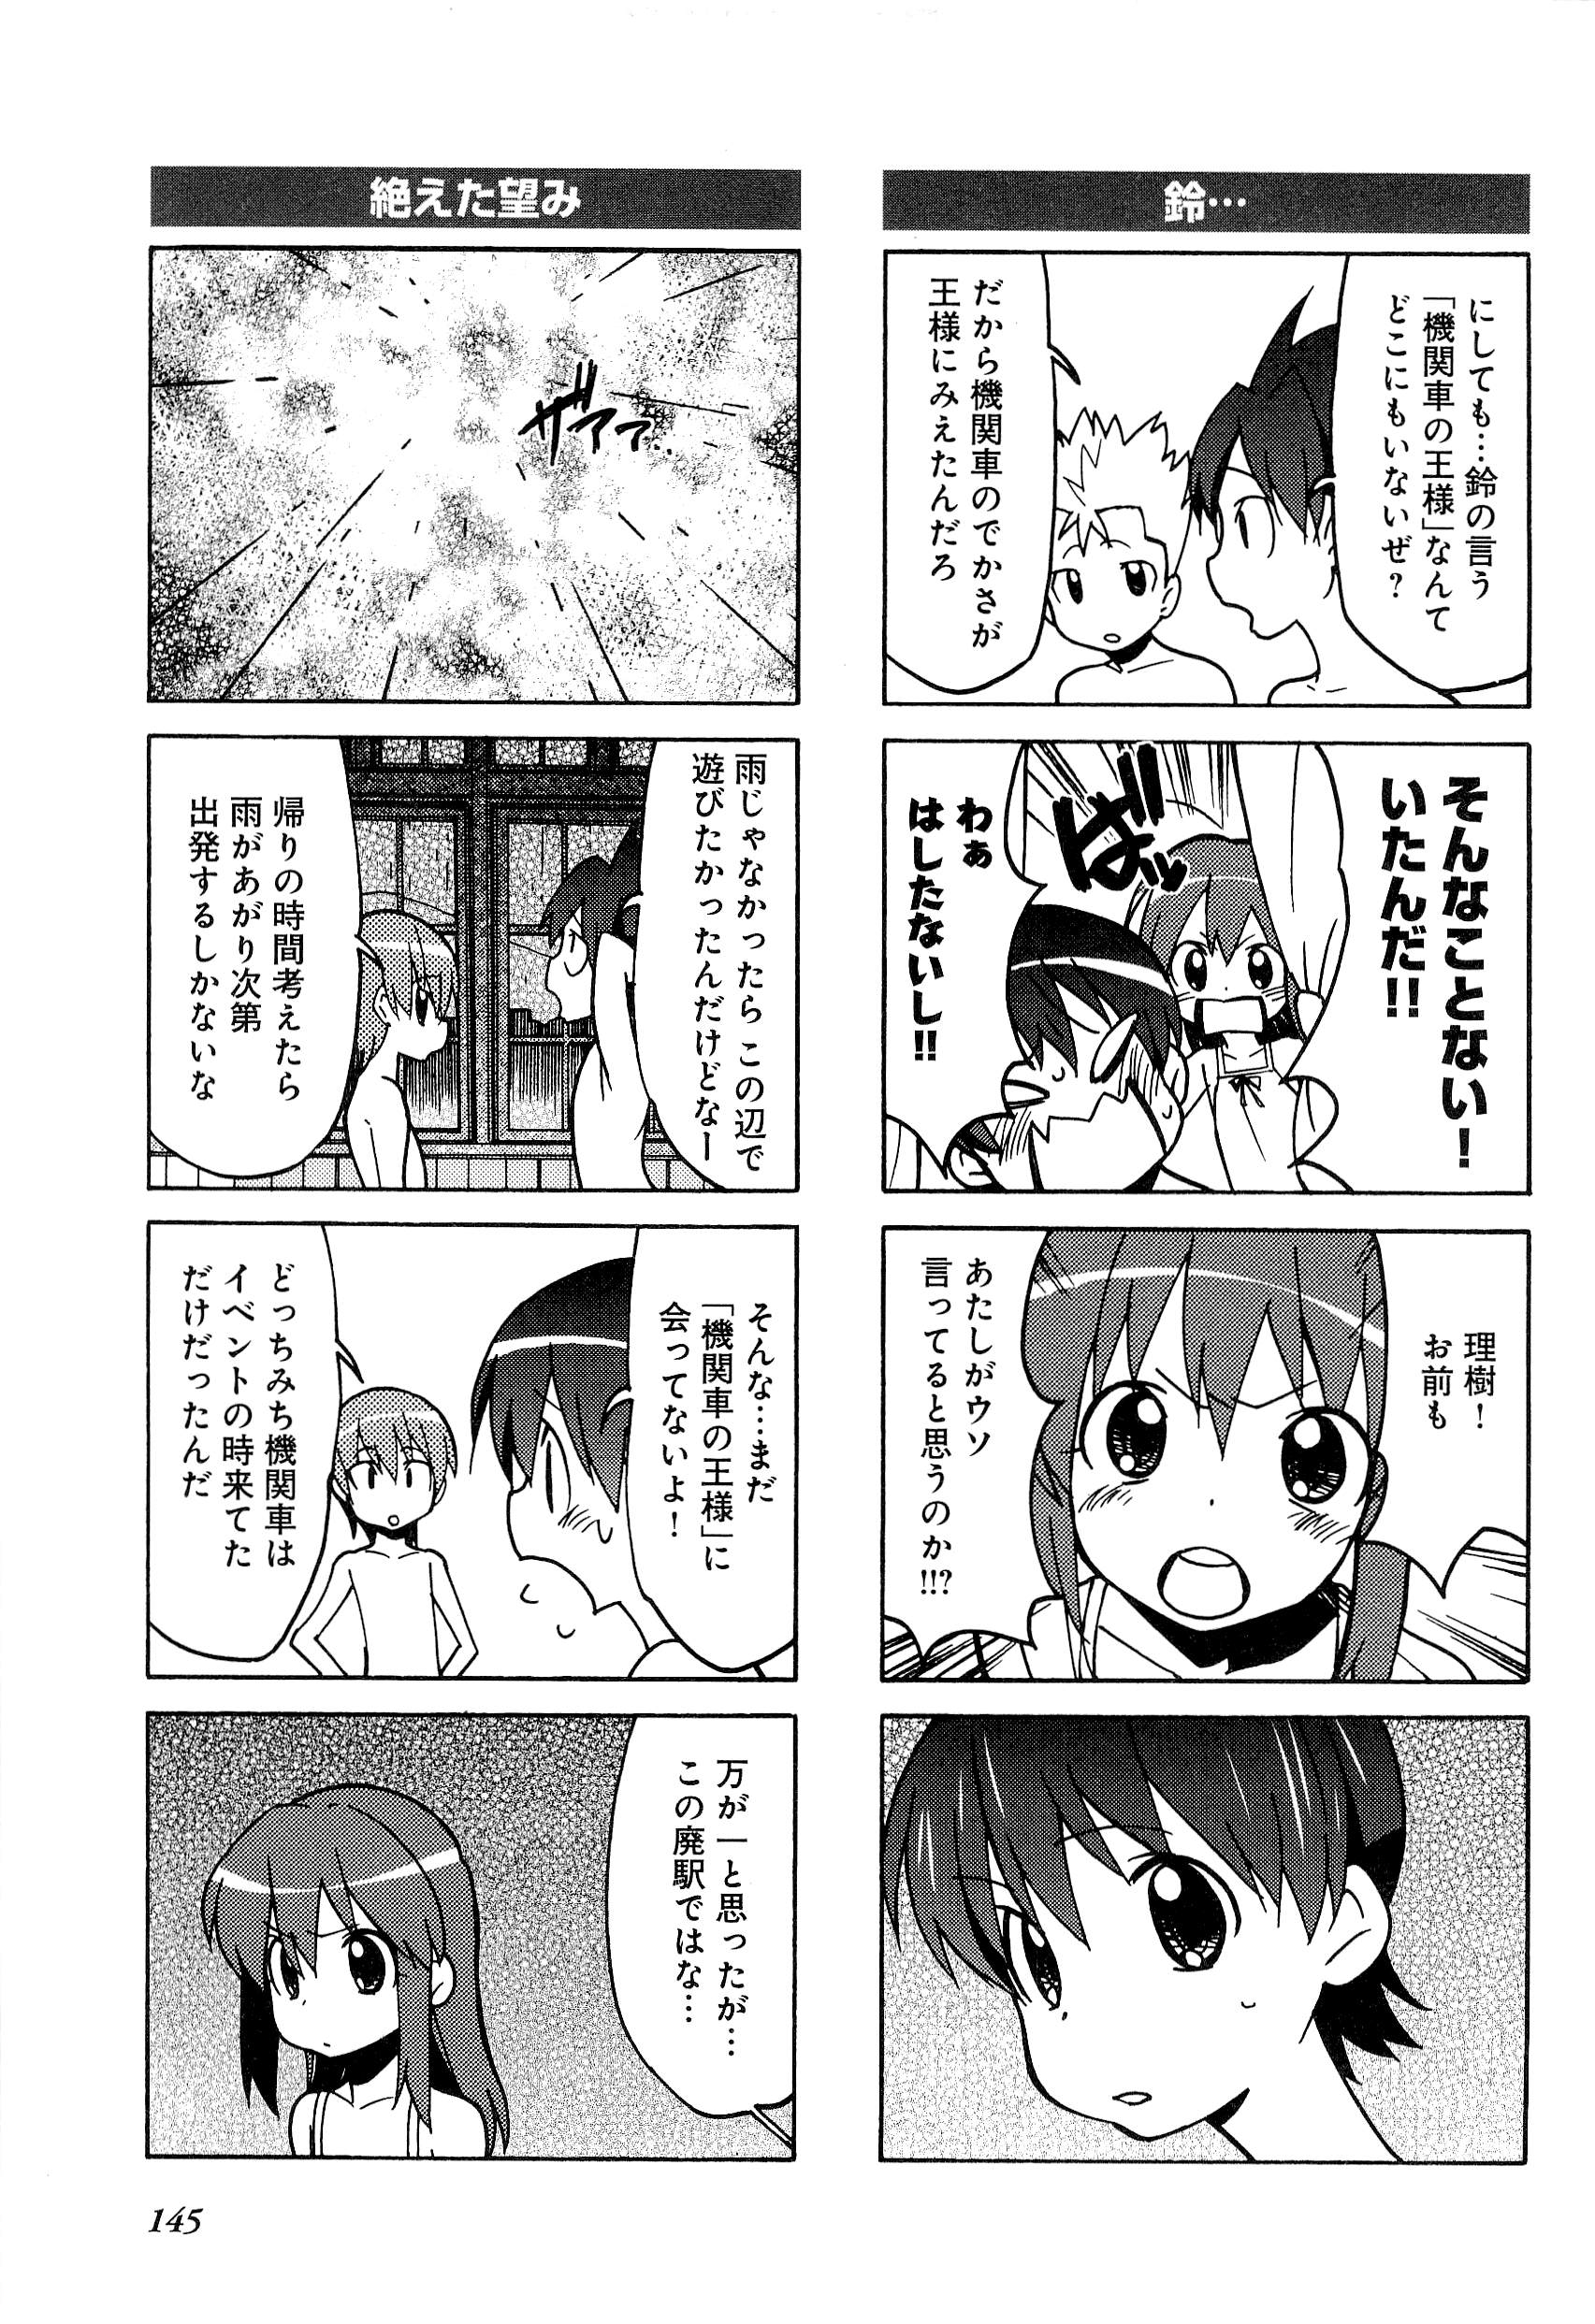 鈴…
にしても…鈴の言う
「機関車の王様」なんて
どこにもいないぜ?
だから機関車のでかさが
王様にみえたんだろ
そんなことない!
いたんだ!!
ばッ
わぁ
はしたないし!!
理樹!
お前も
あたしがウソ
言ってると思うのか!!?
絶えた望み
ザアァ…
雨じゃなかったらこの辺で
遊びたかったんだけどなー
帰りの時間考えたら
雨があがり次第
出発するしかないな
そんな…まだ
「機関車の王様」に
会ってないよ!
どっちみち機関車は
イベントの時来てた
だけだったんだ
万が一と思ったが…
この廃駅ではな…
145